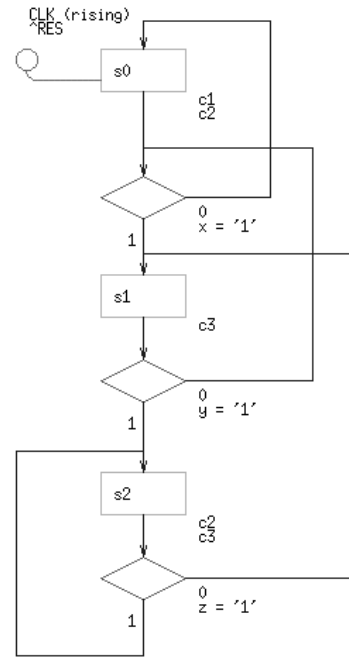 CLK (rising)
^RES
s0
c1
c2
0
x = '1'
1
s1
c3
0
y = '1'
1
s2
c2
c3
0
z = '1'
1